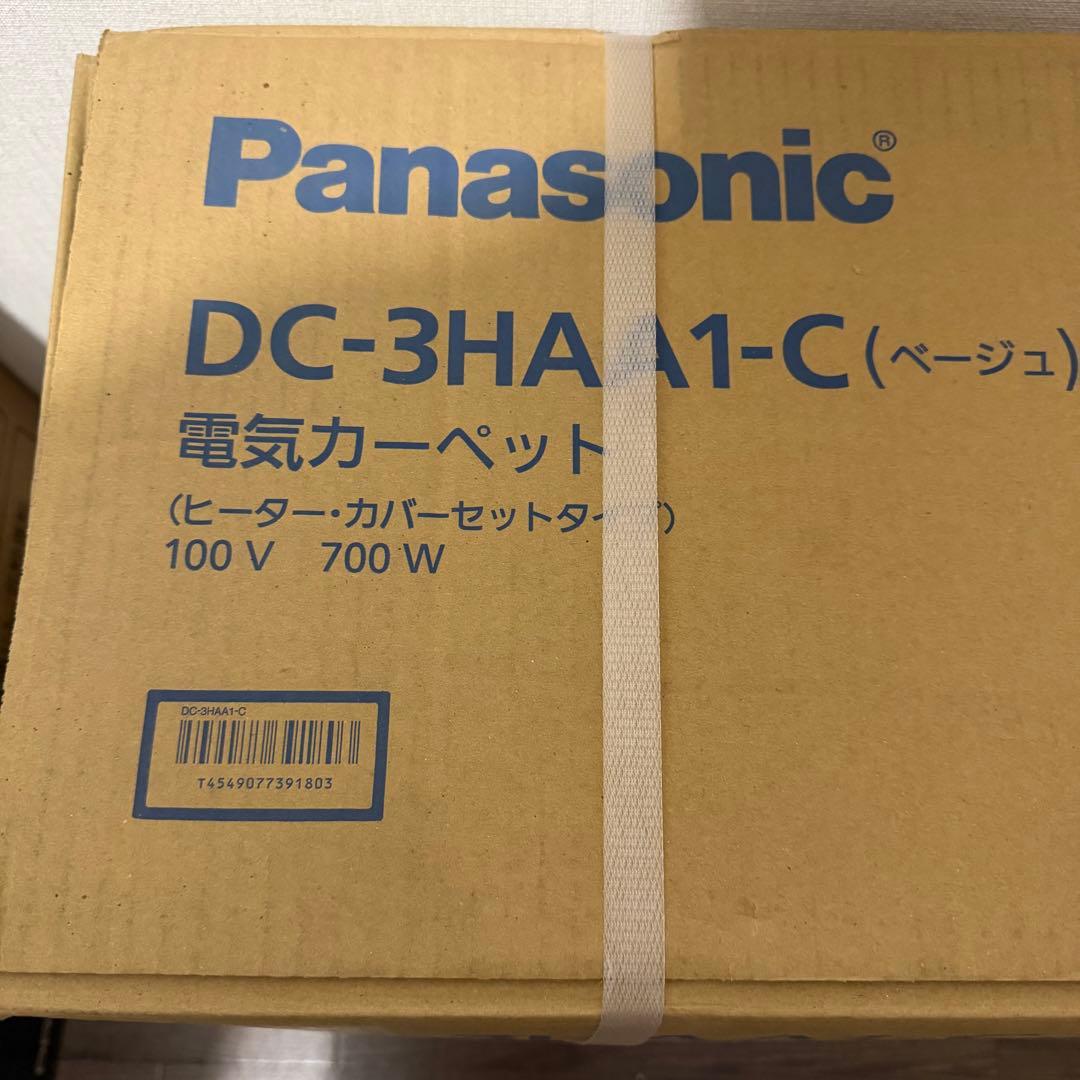 Panasonic®
DC-3HAA1-C(ベージュ)
電気カーペット
(ヒーター・カバーセットタイプ)
100 V 700 W
DC-3HAA1-C
T4549077391803